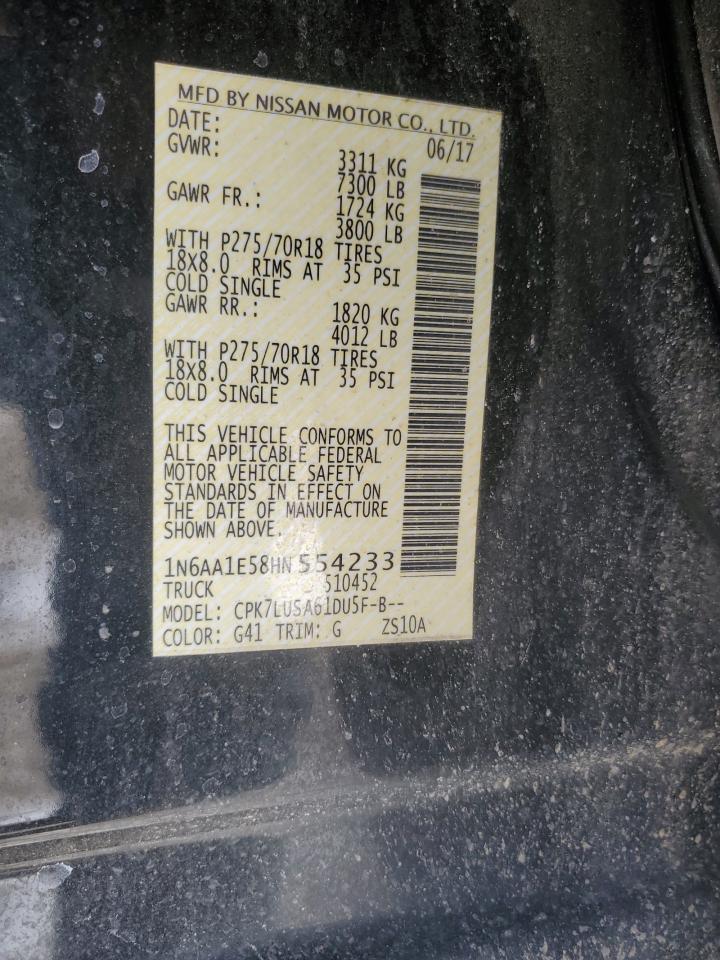 MFD BY NISSAN MOTOR CO., LTD.
DATE: 06/17
GVWR: 3311 KG
7300 LB
GAWR FR.: 1724 KG
3800 LB
WITH P275/70R18 TIRES
18X8.0 RIMS AT 35 PSI
COLD SINGLE
GAWR RR.: 1820 KG
4012 LB
WITH P275/70R18 TIRES
18X8.0 RIMS AT 35 PSI
COLD SINGLE
THIS VEHICLE CONFORMS TO
ALL APPLICABLE FEDERAL
MOTOR VEHICLE SAFETY
STANDARDS IN EFFECT ON
THE DATE OF MANUFACTURE
SHOWN ABOVE.
1N6AA1E58HN554233
TRUCK 510452
MODEL: CPK7LUSA61DU5F-B--
COLOR: G41 TRIM: G ZS10A